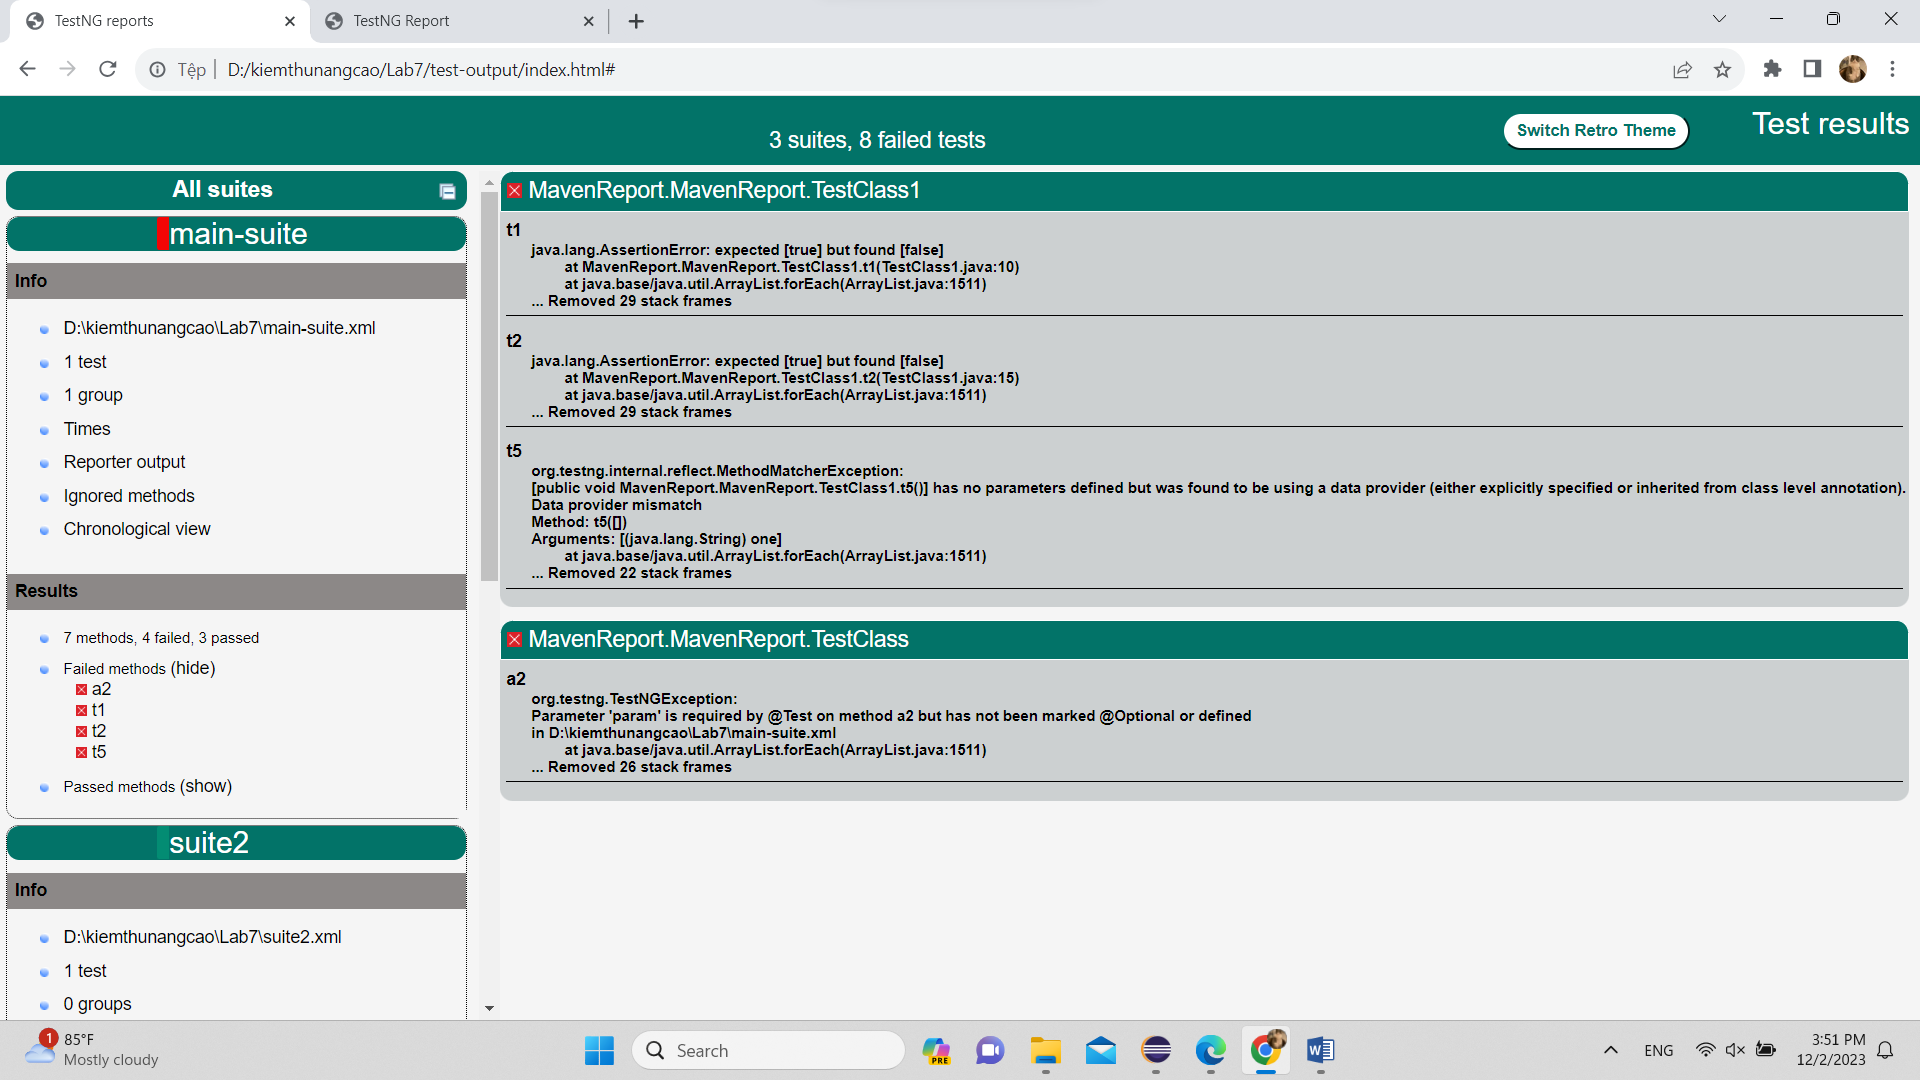 TestNG reports
TestNG Report
Tệp
D:/kiemthunangcao/Lab7/test-output/index.html#
3 suites, 8 failed tests
Switch Retro Theme
Test results
All suites
main-suite
Info
D:\kiemthunangcao\Lab7\main-suite.xml
1 test
1 group
Times
Reporter output
Ignored methods
Chronological view
Results
7 methods, 4 failed, 3 passed
Failed methods (hide)
a2
t1
t2
t5
Passed methods (show)
suite2
Info
D:\kiemthunangcao\Lab7\suite2.xml
1 test
0 groups
MavenReport.MavenReport.TestClass1
t1
java.lang.AssertionError: expected [true] but found [false]
at MavenReport.MavenReport.TestClass1.t1(TestClass1.java:10)
at java.base/java.util.ArrayList.forEach(ArrayList.java:1511)
... Removed 29 stack frames
t2
java.lang.AssertionError: expected [true] but found [false]
at MavenReport.MavenReport.TestClass1.t2(TestClass1.java:15)
at java.base/java.util.ArrayList.forEach(ArrayList.java:1511)
... Removed 29 stack frames
t5
org.testng.internal.reflect.MethodMatcherException:
[public void MavenReport.MavenReport.TestClass1.t5()] has no parameters defined but was found to be using a data provider (either explicitly specified or inherited from class level annotation).
Data provider mismatch
Method: t5([])
Arguments: [(java.lang.String) one]
at java.base/java.util.ArrayList.forEach(ArrayList.java:1511)
... Removed 22 stack frames
MavenReport.MavenReport.TestClass
a2
org.testng.TestNGException:
Parameter 'param' is required by @Test on method a2 but has not been marked @Optional or defined
in D:\kiemthunangcao\Lab7\main-suite.xml
at java.base/java.util.ArrayList.forEach(ArrayList.java:1511)
... Removed 26 stack frames
1
85°F
Mostly cloudy
Search
PRE
ENG
3:51 PM
12/2/2023